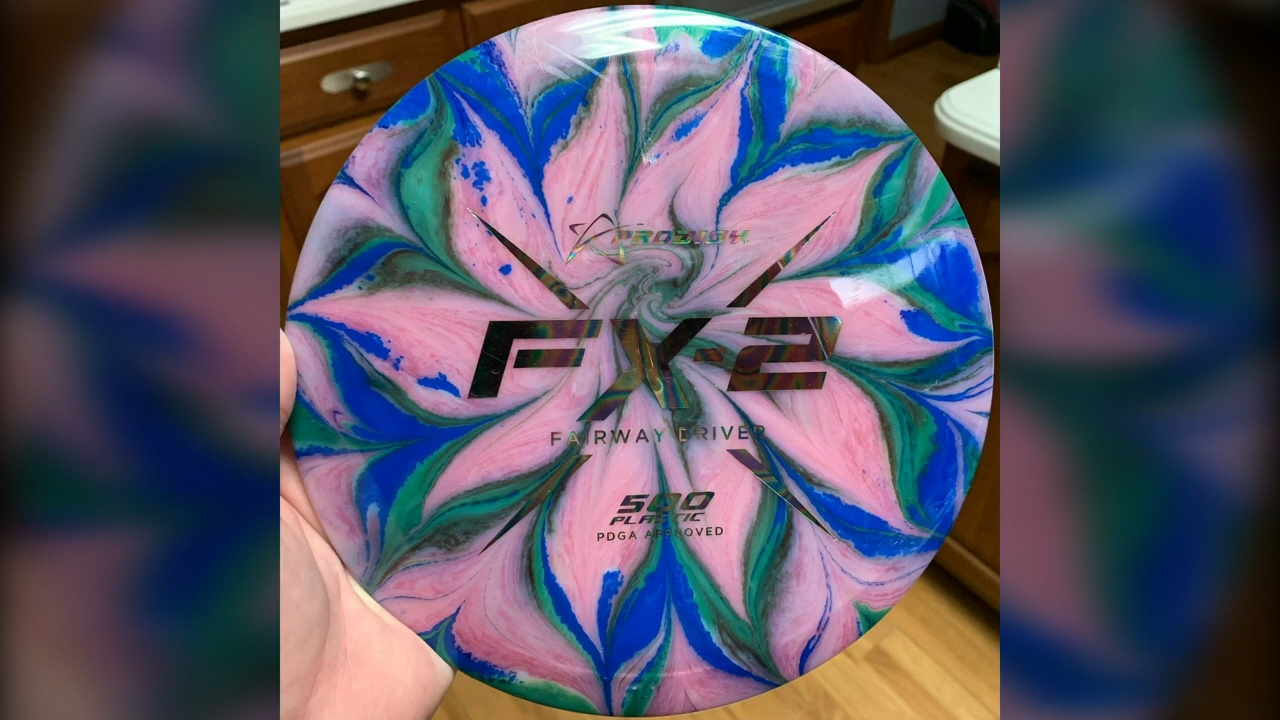 PRODIGY
FX-2
FAIRWAY DRIVER
500
PLASTIC
PDGA APPROVED